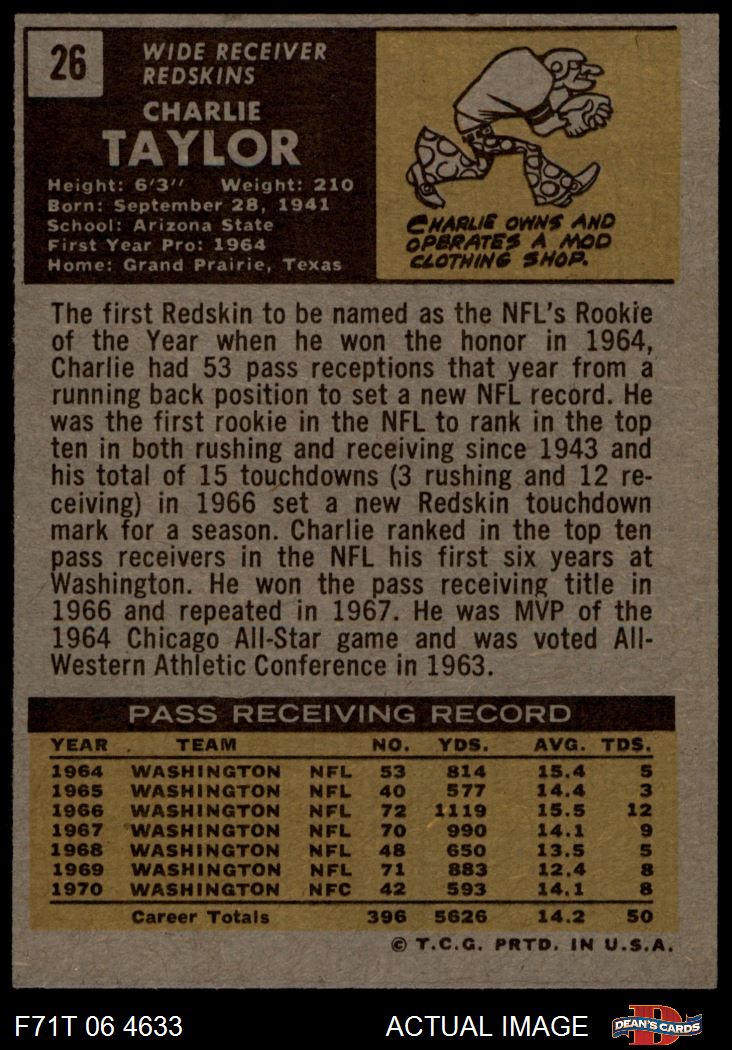 26
WIDE RECEIVER
REDSKINS
CHARLIE
TAYLOR
Height: 6'3" Weight: 210
Born: September 28, 1941
School: Arizona State
First Year Pro: 1964
Home: Grand Prairie, Texas
CHARLIE OWNS AND
OPERATES A MOD
CLOTHING SHOP.
The first Redskin to be named as the NFL's Rookie
of the Year when he won the honor in 1964,
Charlie had 53 pass receptions that year from a
running back position to set a new NFL record. He
was the first rookie in the NFL to rank in the top
ten in both rushing and receiving since 1943 and
his total of 15 touchdowns (3 rushing and 12 re-
ceiving) in 1966 set a new Redskin touchdown
mark for a season. Charlie ranked in the top ten
pass receivers in the NFL his first six years at
Washington. He won the pass receiving title in
1966 and repeated in 1967. He was MVP of the
1964 Chicago All-Star game and was voted All-
Western Athletic Conference in 1963.
PASS RECEIVING RECORD
YEAR TEAM NO. YDS. AVG. TDS.
1964 WASHINGTON NFL 53 814 15.4 5
1965 WASHINGTON NFL 40 577 14.4 3
1966 WASHINGTON NFL 72 1119 15.5 12
1967 WASHINGTON NFL 70 990 14.1 9
1968 WASHINGTON NFL 48 650 13.5 5
1969 WASHINGTON NFL 71 883 12.4 8
1970 WASHINGTON NFC 42 593 14.1 8
Career Totals 396 5626 14.2 50
© T.C.G. PRTD. IN U.S.A.
F71T 06 4633 ACTUAL IMAGE
D
DEAN'S CARDS